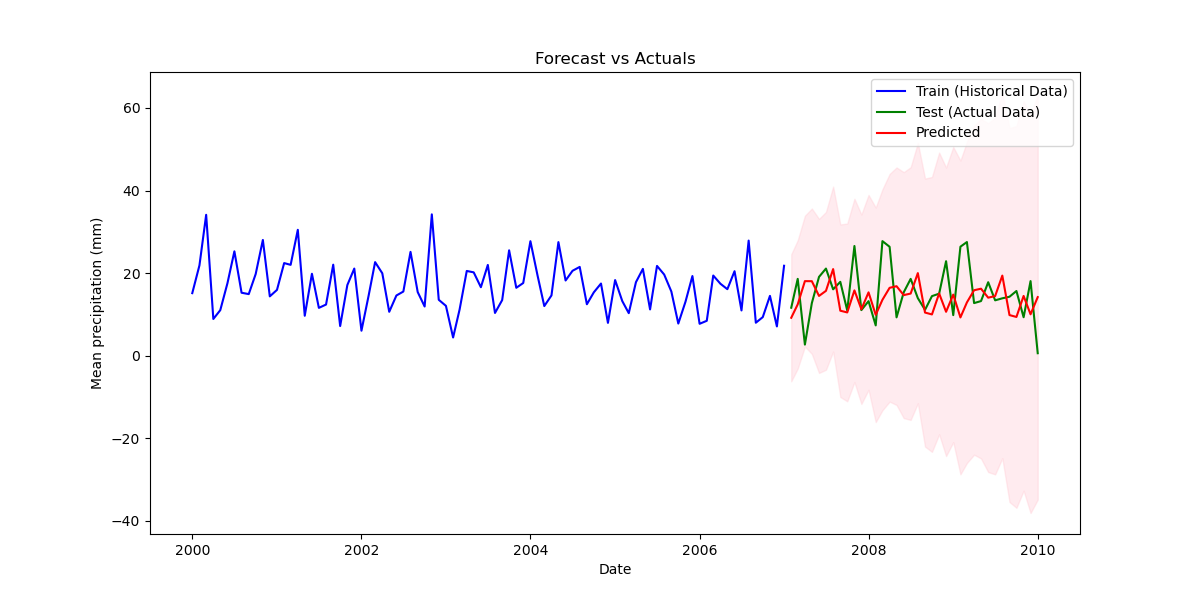 Forecast vs Actuals
Train (Historical Data)
Test (Actual Data)
Predicted
Mean precipitation (mm)
60
40
20
0
−20
−40
2000 2002 2004 2006 2008 2010
Date